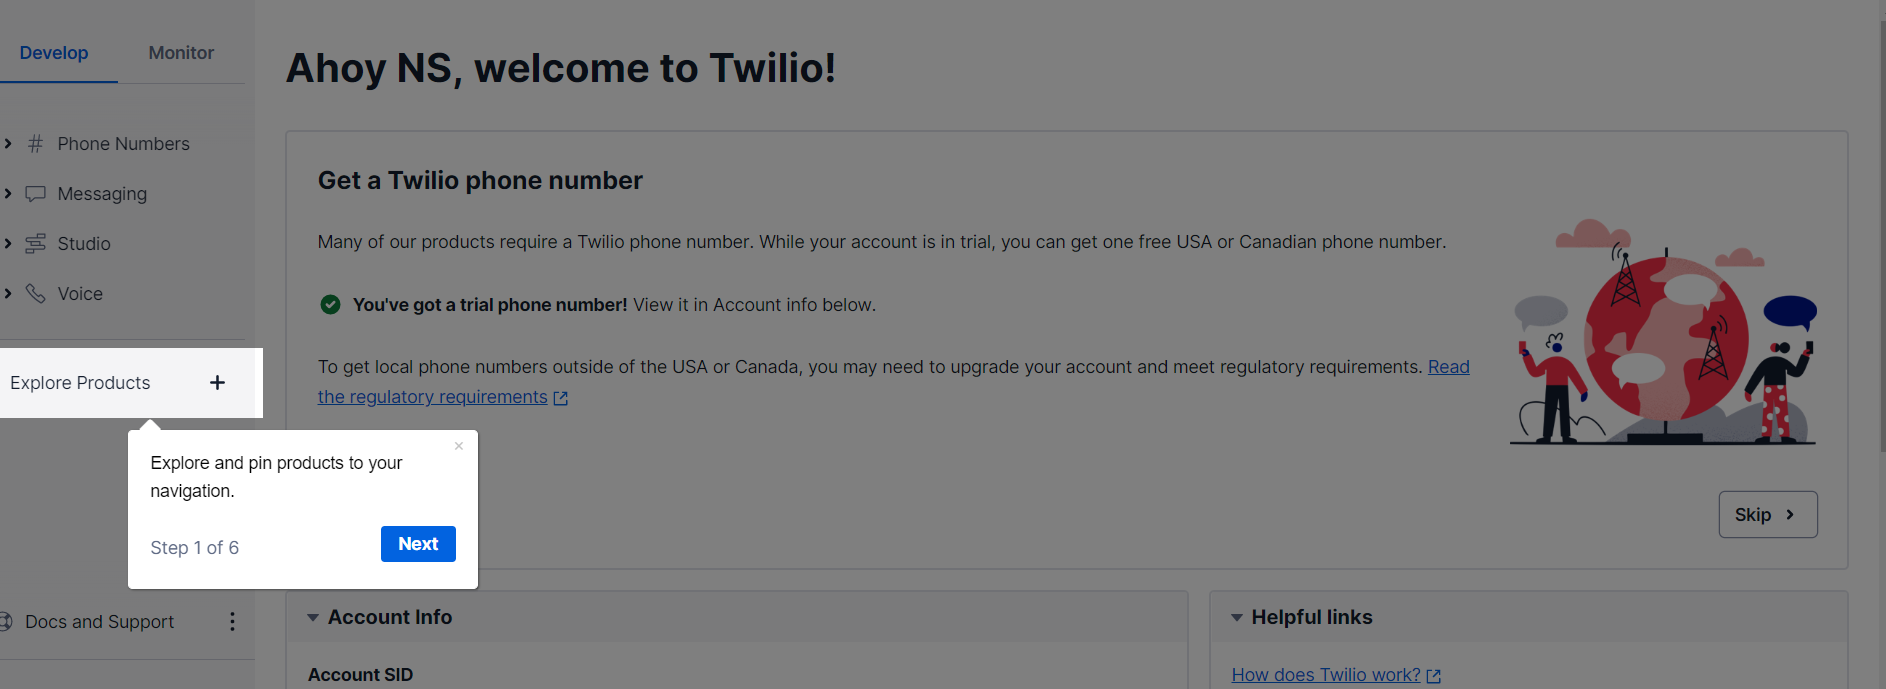 Develop
Monitor
Phone Numbers
Messaging
Studio
Voice
Explore Products
Explore and pin products to your
navigation.
Step 1 of 6
Next
Docs and Support
Ahoy NS, welcome to Twilio!
Get a Twilio phone number
Many of our products require a Twilio phone number. While your account is in trial, you can get one free USA or Canadian phone number.
You've got a trial phone number! View it in Account info below.
To get local phone numbers outside of the USA or Canada, you may need to upgrade your account and meet regulatory requirements. Read
the regulatory requirements
Skip
Account Info
Account SID
Helpful links
How does Twilio work?